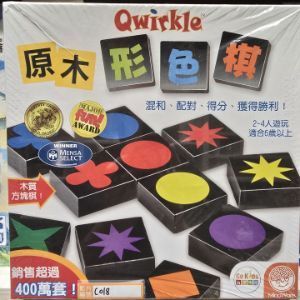 Qwirkle
原木形色棋
混和、配對、得分、獲得勝利！
2-4人遊玩
適合6歲以上
WINNER
MENSA
SELECT
AWARD
木質
方塊棋！
銷售超過
400萬套！
C018
MindWare